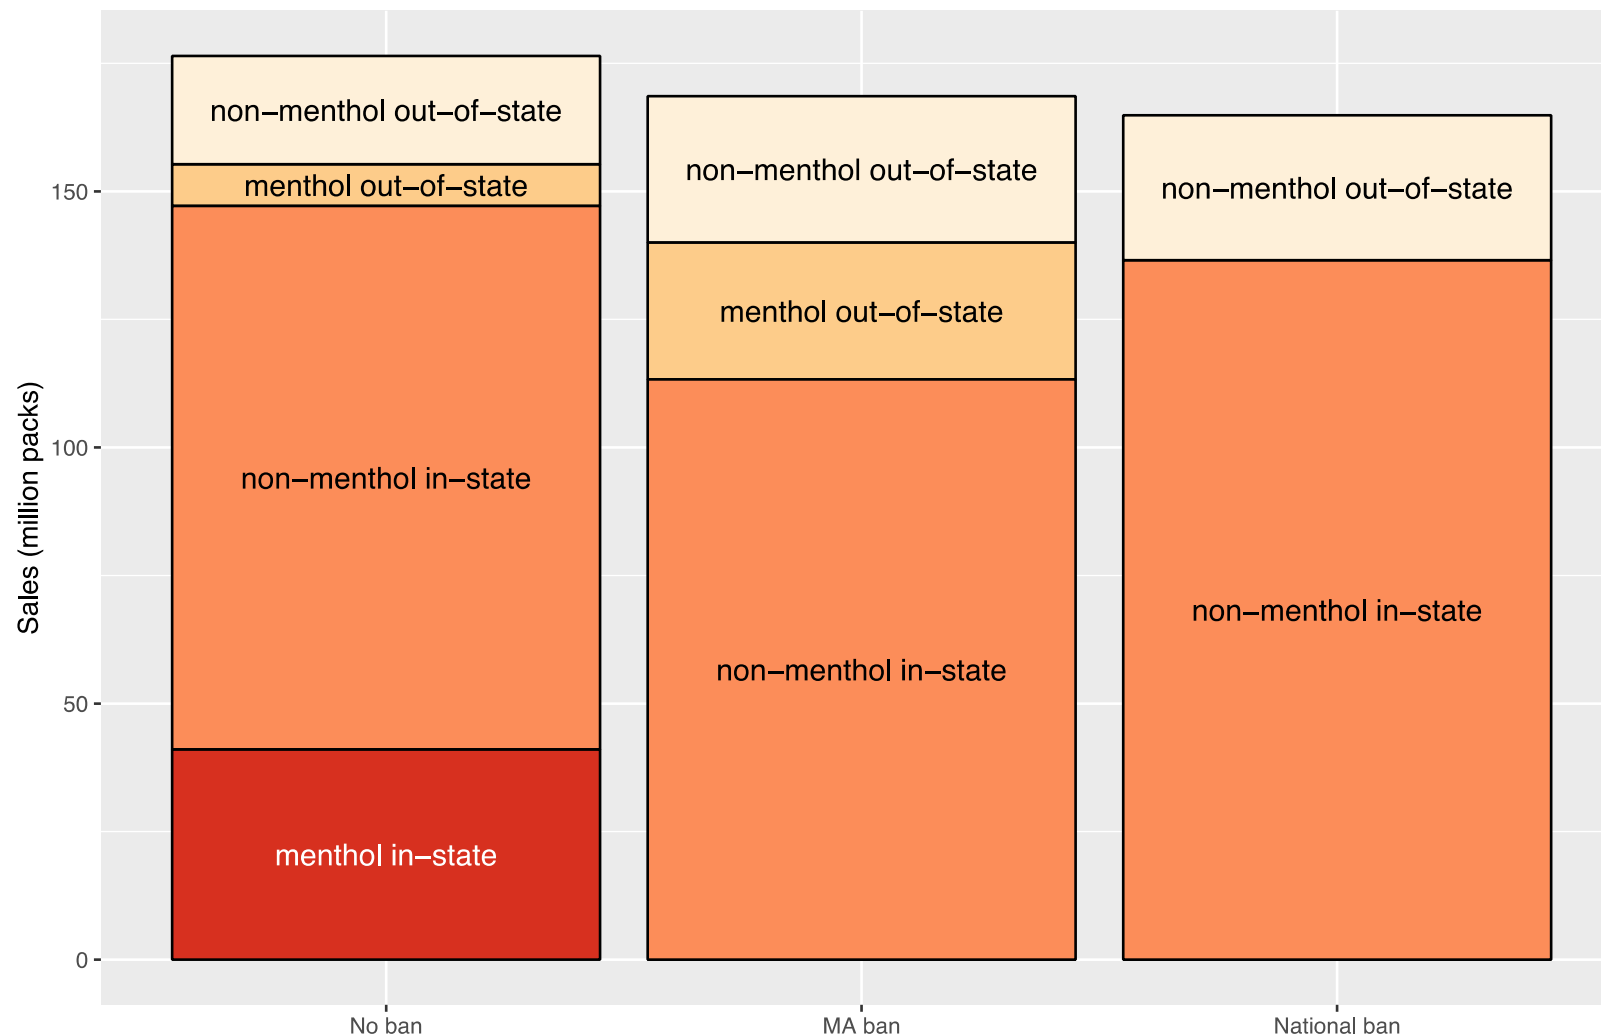 Sales (million packs)
150
100
50
0
non−menthol out−of−state
menthol out−of−state
non−menthol in−state
menthol in−state
non−menthol out−of−state
menthol out−of−state
non−menthol in−state
non−menthol out−of−state
non−menthol in−state
No ban
MA ban
National ban